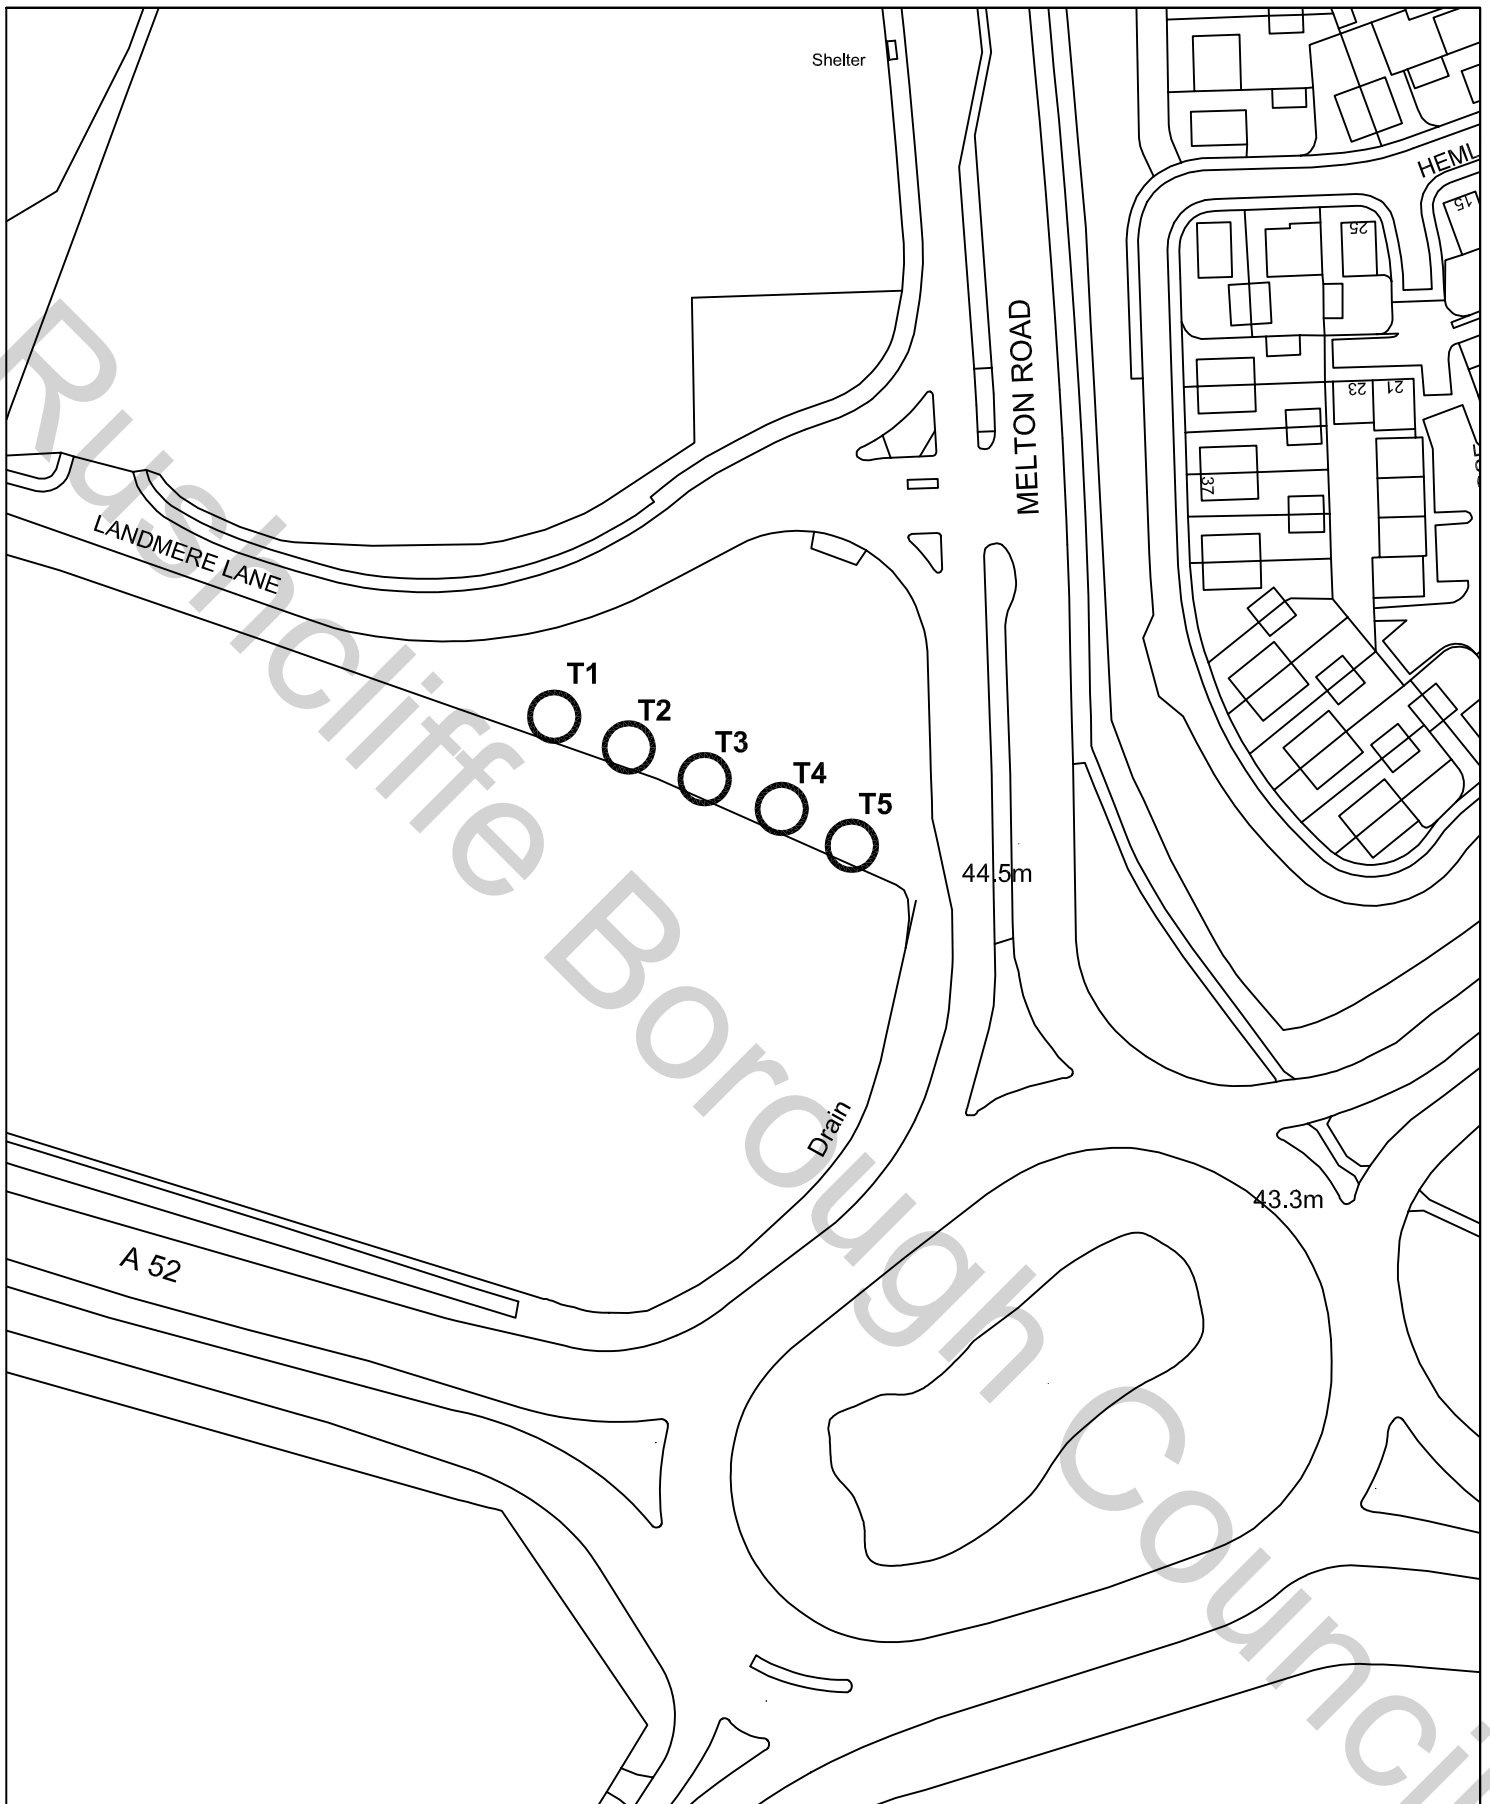 Shelter
HEML
15
25
MELTON ROAD
23
21
37
LANDMERE LANE
T1
T2
T3
T4
T5
44.5m
Drain
43.3m
A 52
Rushcliffe Borough Council